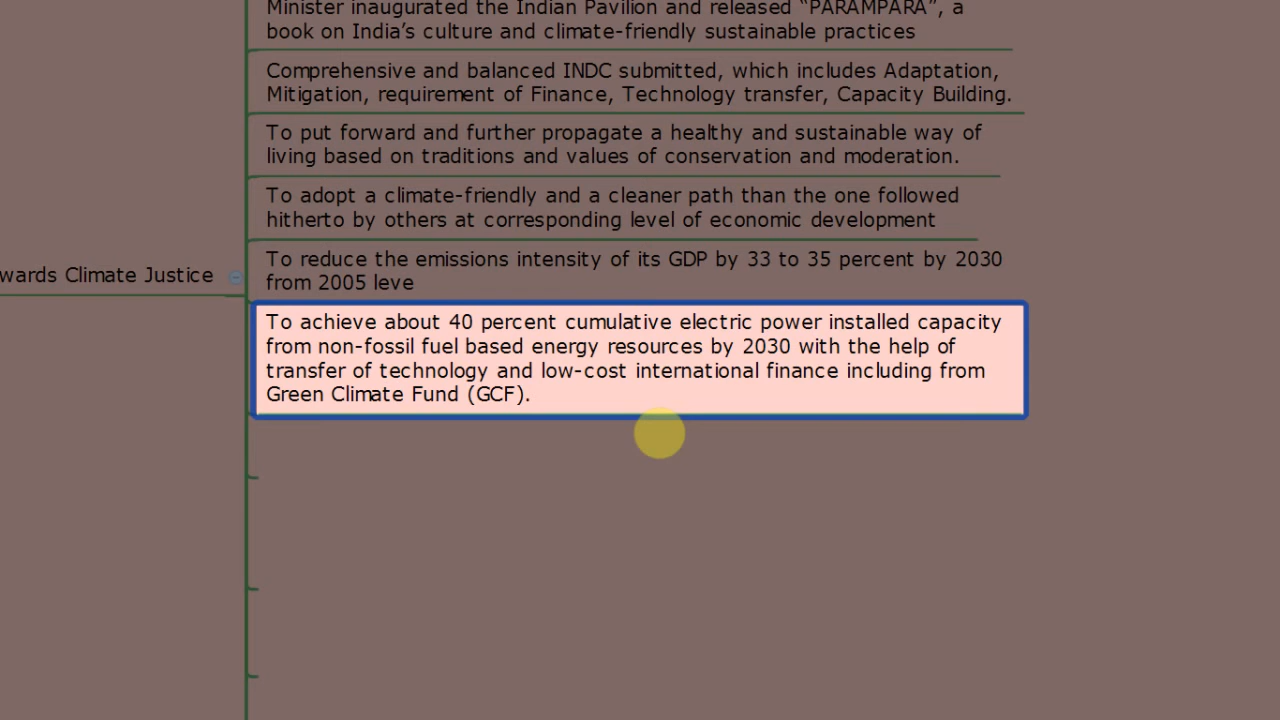 Minister inaugurated the Indian Pavilion and released “PARAMPARA”, a
book on India’s culture and climate-friendly sustainable practices
Comprehensive and balanced INDC submitted, which includes Adaptation,
Mitigation, requirement of Finance, Technology transfer, Capacity Building.
To put forward and further propagate a healthy and sustainable way of
living based on traditions and values of conservation and moderation.
To adopt a climate-friendly and a cleaner path than the one followed
hitherto by others at corresponding level of economic development
wards Climate Justice
To reduce the emissions intensity of its GDP by 33 to 35 percent by 2030
from 2005 leve
To achieve about 40 percent cumulative electric power installed capacity
from non-fossil fuel based energy resources by 2030 with the help of
transfer of technology and low-cost international finance including from
Green Climate Fund (GCF).